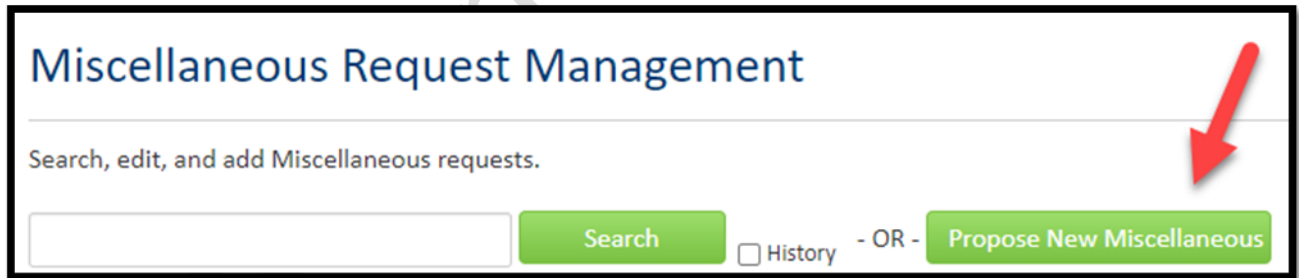 Miscellaneous Request Management
Search, edit, and add Miscellaneous requests.
Search History - OR - Propose New Miscellaneous